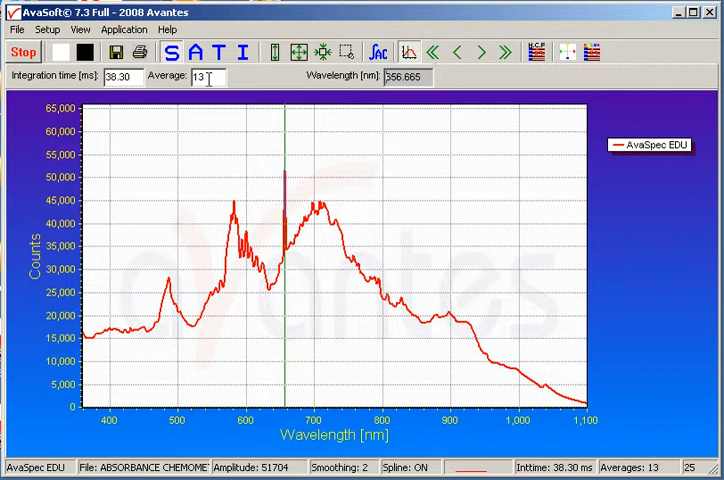 AvaSoft© 7.3 Full - 2008 Avantes
File Setup View Application Help
Stop S A T I
Integration time [ms]: 38.30 Average: 13 Wavelength [nm]: 656.665
65,000
60,000
55,000
50,000
45,000
40,000
35,000
30,000
25,000
20,000
15,000
10,000
5,000
0
Counts
AvaSpec EDU
avantes
400 500 600 700 800 900 1,000 1,100
Wavelength [nm]
AvaSpec EDU File: ABSORBANCE CHEMOME Amplitude: 51704 Smoothing: 2 Spline: ON Inttime: 38.30 ms Averages: 13 25